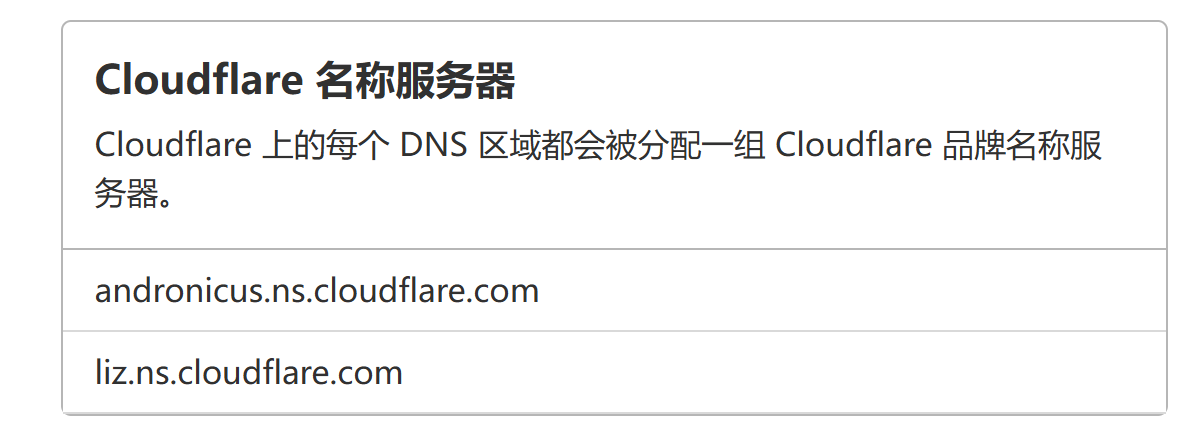 Cloudflare 名称服务器
Cloudflare 上的每个 DNS 区域都会被分配一组 Cloudflare 品牌名称服
务器。
andronicus.ns.cloudflare.com
liz.ns.cloudflare.com